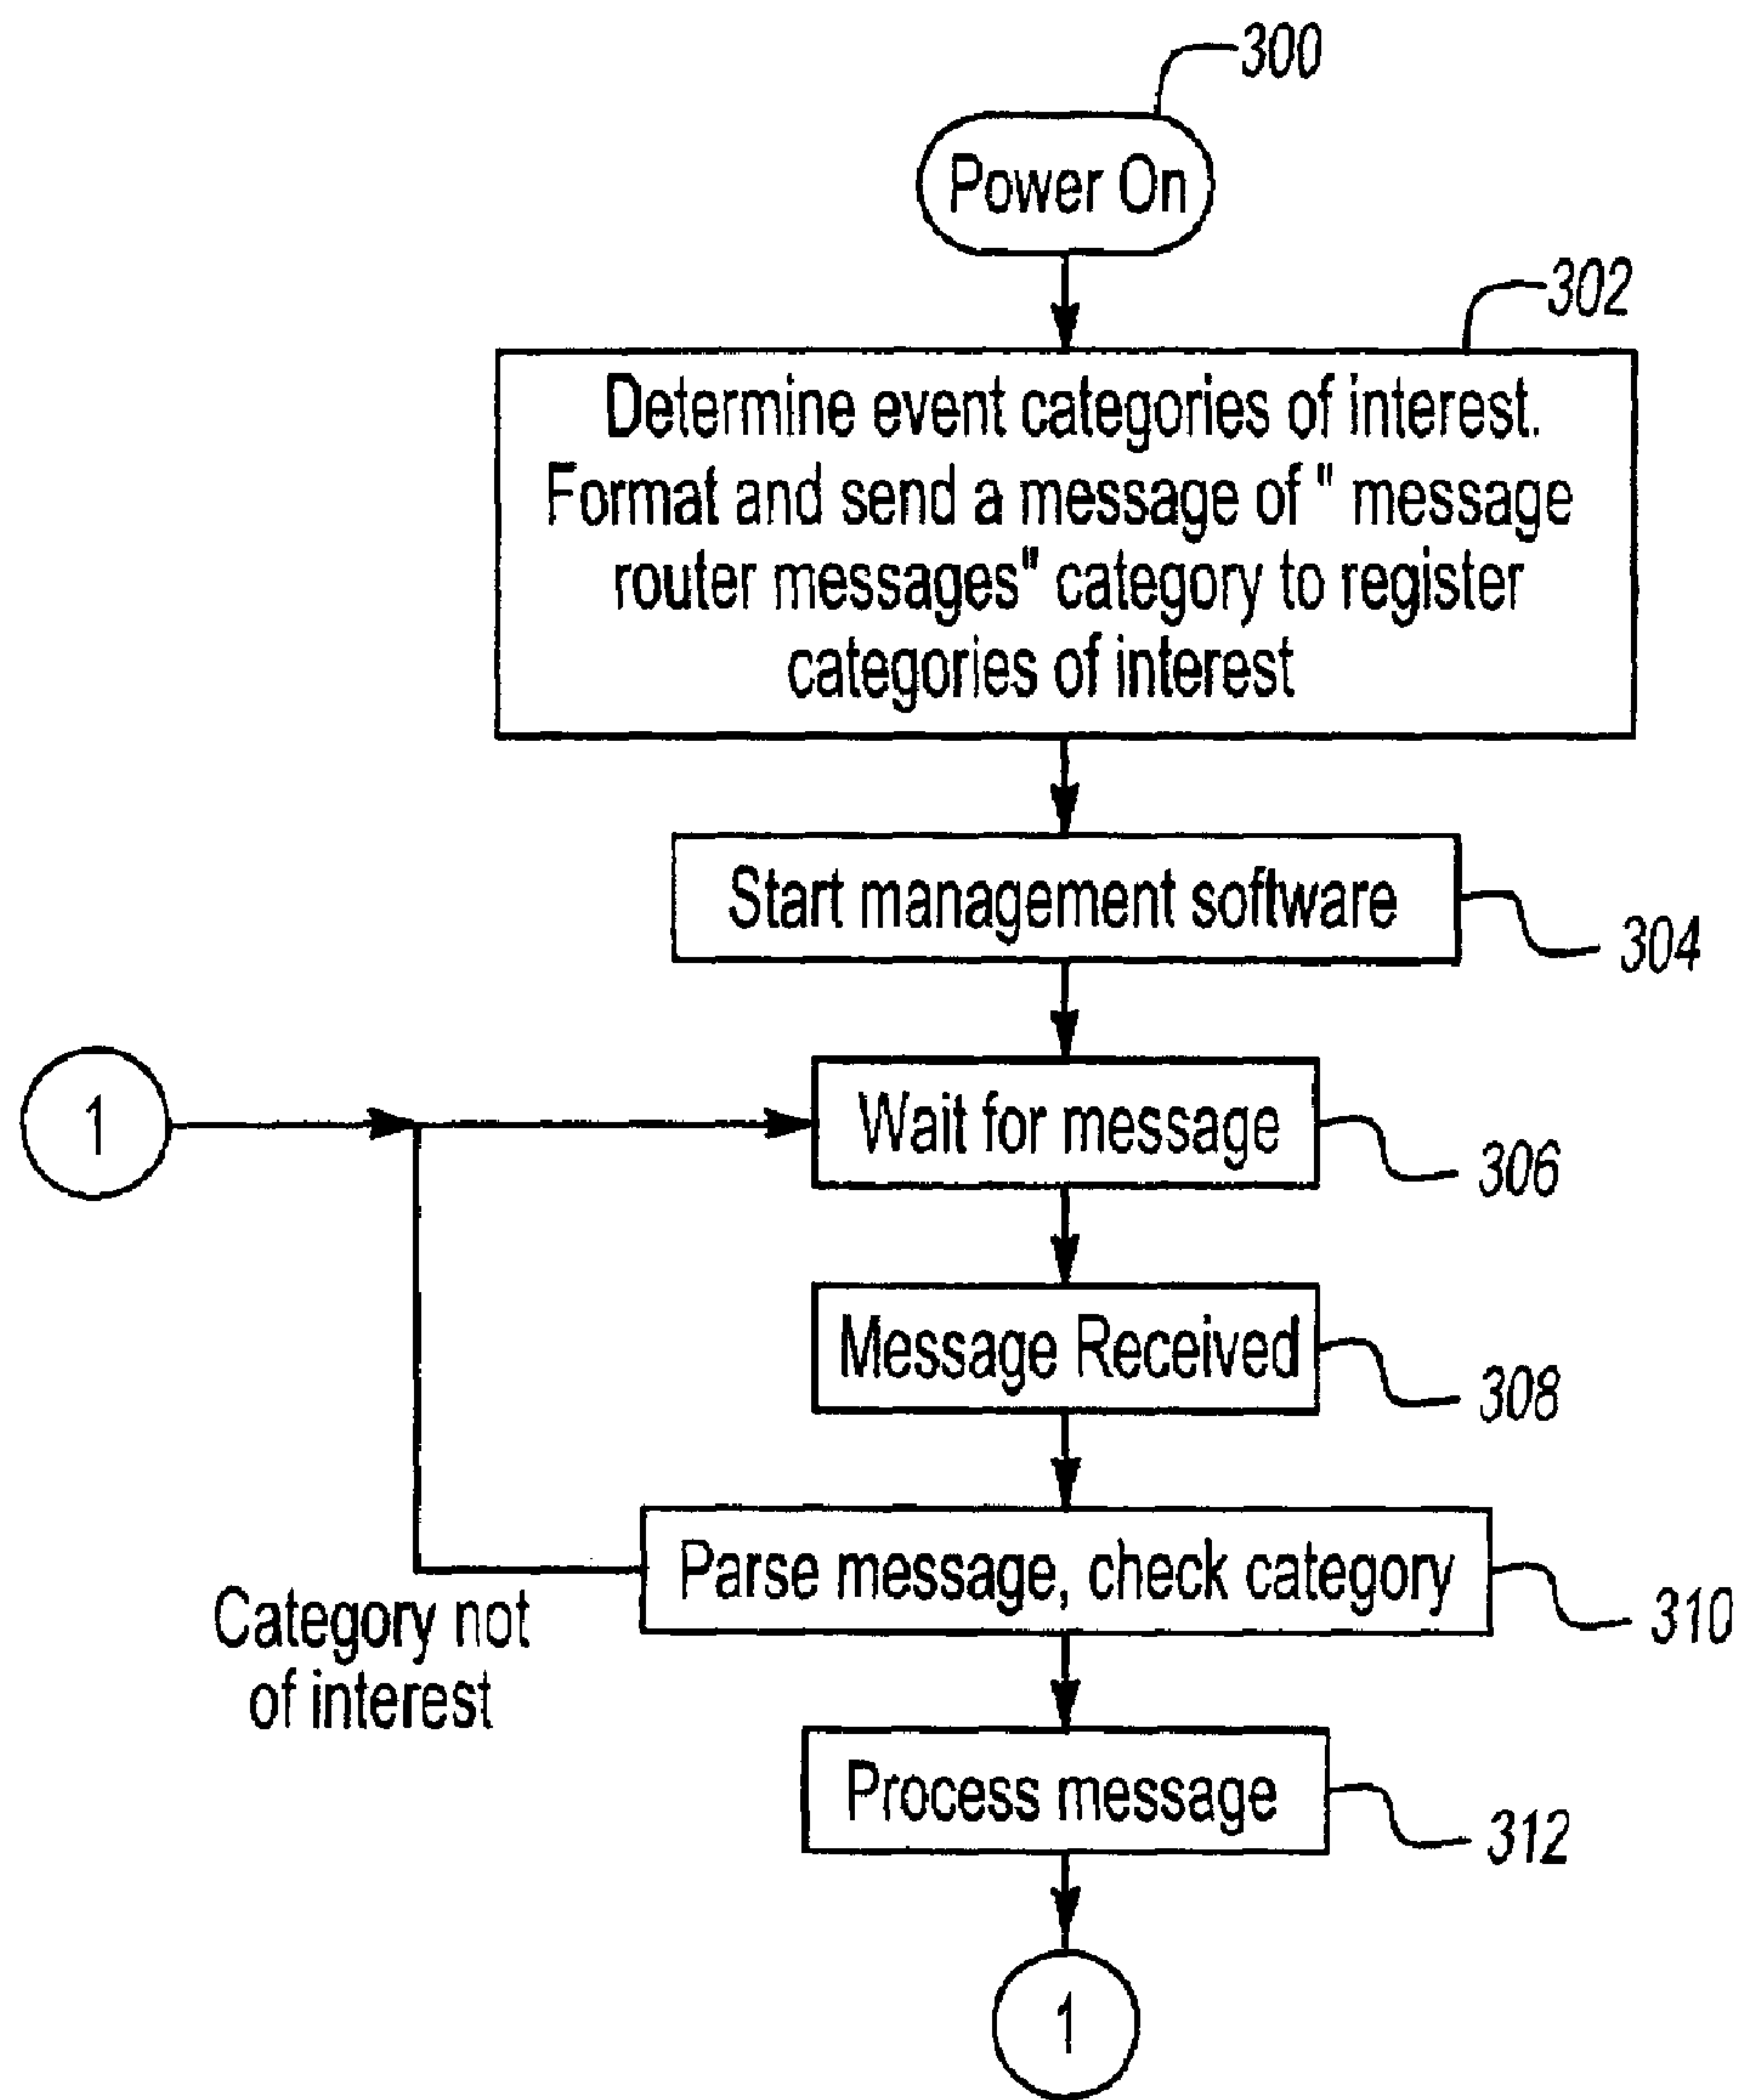 300
Power On
302
Determine event categories of interest.
Format and send a message of " message
router messages" category to register
categories of interest
Start management software
304
1
Wait for message
306
Message Received
308
Parse message, check category
310
Category not
of interest
Process message
312
1